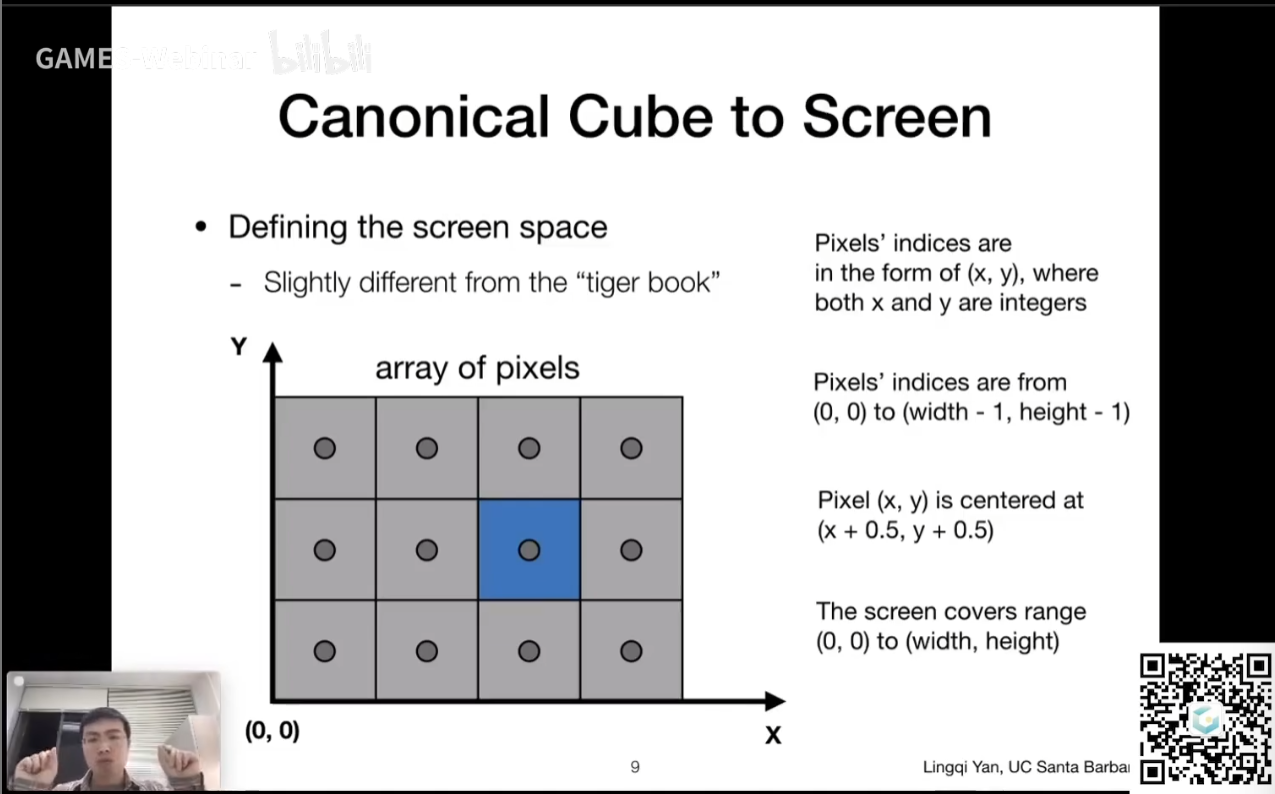 GAMES-Webinar bilibili
Canonical Cube to Screen
• Defining the screen space
- Slightly different from the “tiger book”
Y
array of pixels
(0, 0)
X
Pixels’ indices are
in the form of (x, y), where
both x and y are integers
Pixels’ indices are from
(0, 0) to (width - 1, height - 1)
Pixel (x, y) is centered at
(x + 0.5, y + 0.5)
The screen covers range
(0, 0) to (width, height)
9
Lingqi Yan, UC Santa Barba